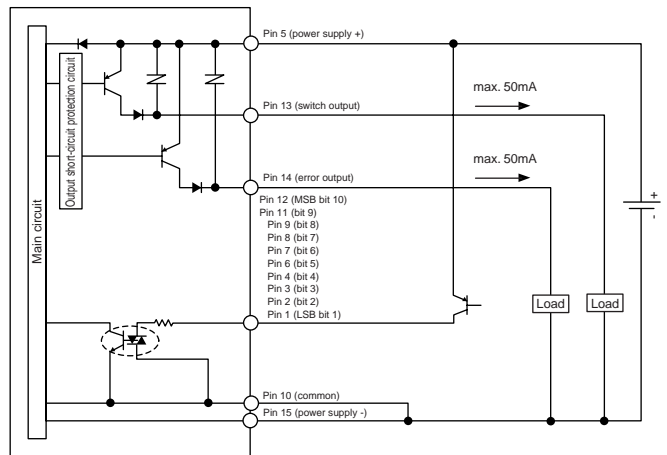 Main circuit
Output short-circuit protection circuit
Pin 5 (power supply +)
max. 50mA
Pin 13 (switch output)
max. 50mA
Pin 14 (error output)
Pin 12 (MSB bit 10)
Pin 11 (bit 9)
Pin 9 (bit 8)
Pin 8 (bit 7)
Pin 7 (bit 6)
Pin 6 (bit 5)
Pin 4 (bit 4)
Pin 3 (bit 3)
Pin 2 (bit 2)
Pin 1 (LSB bit 1)
+
-
Load
Load
Pin 10 (common)
Pin 15 (power supply -)